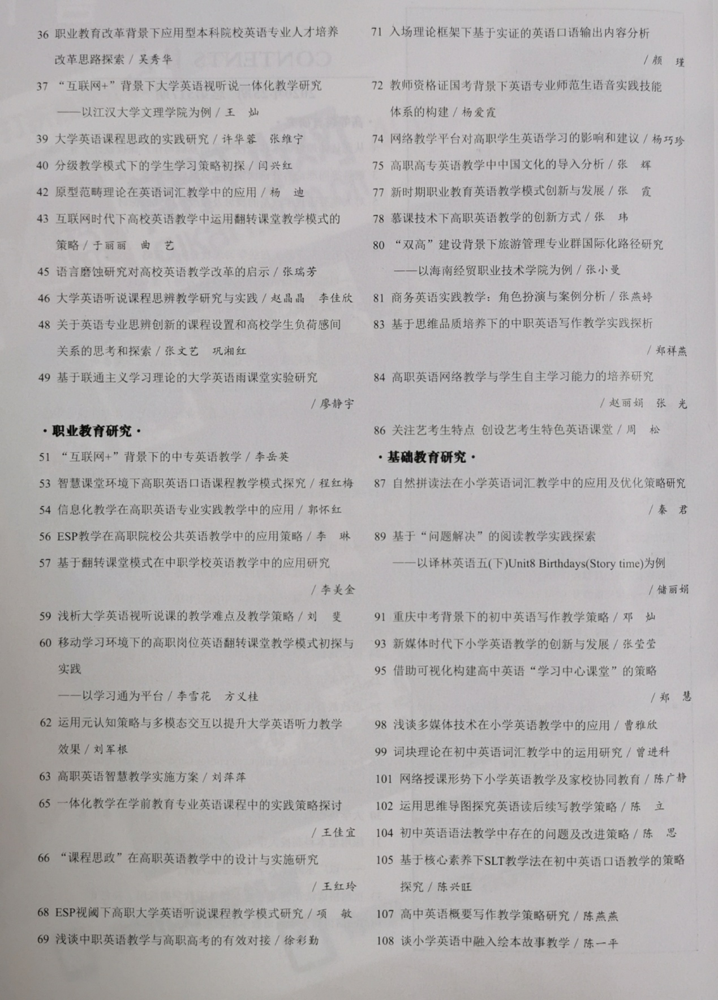 36 职业教育改革背景下应用型本科院校英语专业人才培养
改革思路探索 / 吴秀华
37 “互联网+”背景下大学英语视听说一体化教学研究
——以江汉大学文理学院为例 / 王 灿
39 大学英语课程思政的实践研究 / 许华蓉 张维宁
40 分级教学模式下的学生学习策略初探 / 闫兴红
42 原型范畴理论在英语词汇教学中的应用 / 杨 迪
43 互联网时代下高校英语教学中运用翻转课堂教学模式的
策略 / 于丽丽 曲 艺
45 语言磨蚀研究对高校英语教学改革的启示 / 张瑞芳
46 大学英语听说课程思辨教学研究与实践 / 赵晶晶 李佳欣
48 关于英语专业思辨创新的课程设置和高校学生负荷感间
关系的思考和探索 / 张文艺 巩湘红
49 基于联通主义学习理论的大学英语雨课堂实验研究
/ 廖静宇
·职业教育研究·
51 “互联网+”背景下的中专英语教学 / 李岳英
53 智慧课堂环境下高职英语口语课程教学模式探究 / 程红梅
54 信息化教学在高职英语专业实践教学中的应用 / 郭怀红
56 ESP教学在高职院校公共英语教学中的应用策略 / 李 琳
57 基于翻转课堂模式在中职学校英语教学中的应用研究
/ 李美金
59 浅析大学英语视听说课的教学难点及教学策略 / 刘 斐
60 移动学习环境下的高职岗位英语翻转课堂教学模式初探与
实践
——以学习通为平台 / 李雪花 方义桂
62 运用元认知策略与多模态交互以提升大学英语听力教学
效果 / 刘军根
63 高职英语智慧教学实施方案 / 刘萍萍
65 一体化教学在学前教育专业英语课程中的实践策略探讨
/ 王佳宜
66 “课程思政”在高职英语教学中的设计与实施研究
/ 王红玲
68 ESP视阈下高职大学英语听说课程教学模式研究 / 项 敏
69 浅谈中职英语教学与高职高考的有效对接 / 徐彩勤
71 入场理论框架下基于实证的英语口语输出内容分析
/ 颜 瑾
72 教师资格证国考背景下英语专业师范生语音实践技能
体系的构建 / 杨爱霞
74 网络教学平台对高职学生英语学习的影响和建议 / 杨巧珍
75 高职高专英语教学中中国文化的导入分析 / 张 辉
77 新时期职业教育英语教学模式创新与发展 / 张 霞
78 慕课技术下高职英语教学的创新方式 / 张 玮
80 “双高”建设背景下旅游管理专业群国际化路径研究
——以海南经贸职业技术学院为例 / 张小曼
81 商务英语实践教学：角色扮演与案例分析 / 张燕婷
83 基于思维品质培养下的中职英语写作教学实践探析
/ 郑祥燕
84 高职英语网络教学与学生自主学习能力的培养研究
/ 赵丽娟 张 光
86 关注艺考生特点 创设艺考生特色英语课堂 / 周 松
·基础教育研究·
87 自然拼读法在小学英语词汇教学中的应用及优化策略研究
/ 秦 君
89 基于“问题解决”的阅读教学实践探索
——以译林英语五(下)Unit8 Birthdays(Story time)为例
/ 储丽娟
91 重庆中考背景下的初中英语写作教学策略 / 邓 灿
93 新媒体时代下小学英语教学的创新与发展 / 张莹莹
95 借助可视化构建高中英语“学习中心课堂”的策略
/ 郑 慧
98 浅谈多媒体技术在小学英语教学中的应用 / 曹雅欣
99 词块理论在初中英语词汇教学中的运用研究 / 曾进科
101 网络授课形势下小学英语教学及家校协同教育 / 陈广静
102 运用思维导图探究英语读后续写教学策略 / 陈 立
104 初中英语语法教学中存在的问题及改进策略 / 陈 思
105 基于核心素养下SLT教学法在初中英语口语教学的策略
探究 / 陈兴旺
107 高中英语概要写作教学策略研究 / 陈燕燕
108 谈小学英语中融入绘本故事教学 / 陈一平